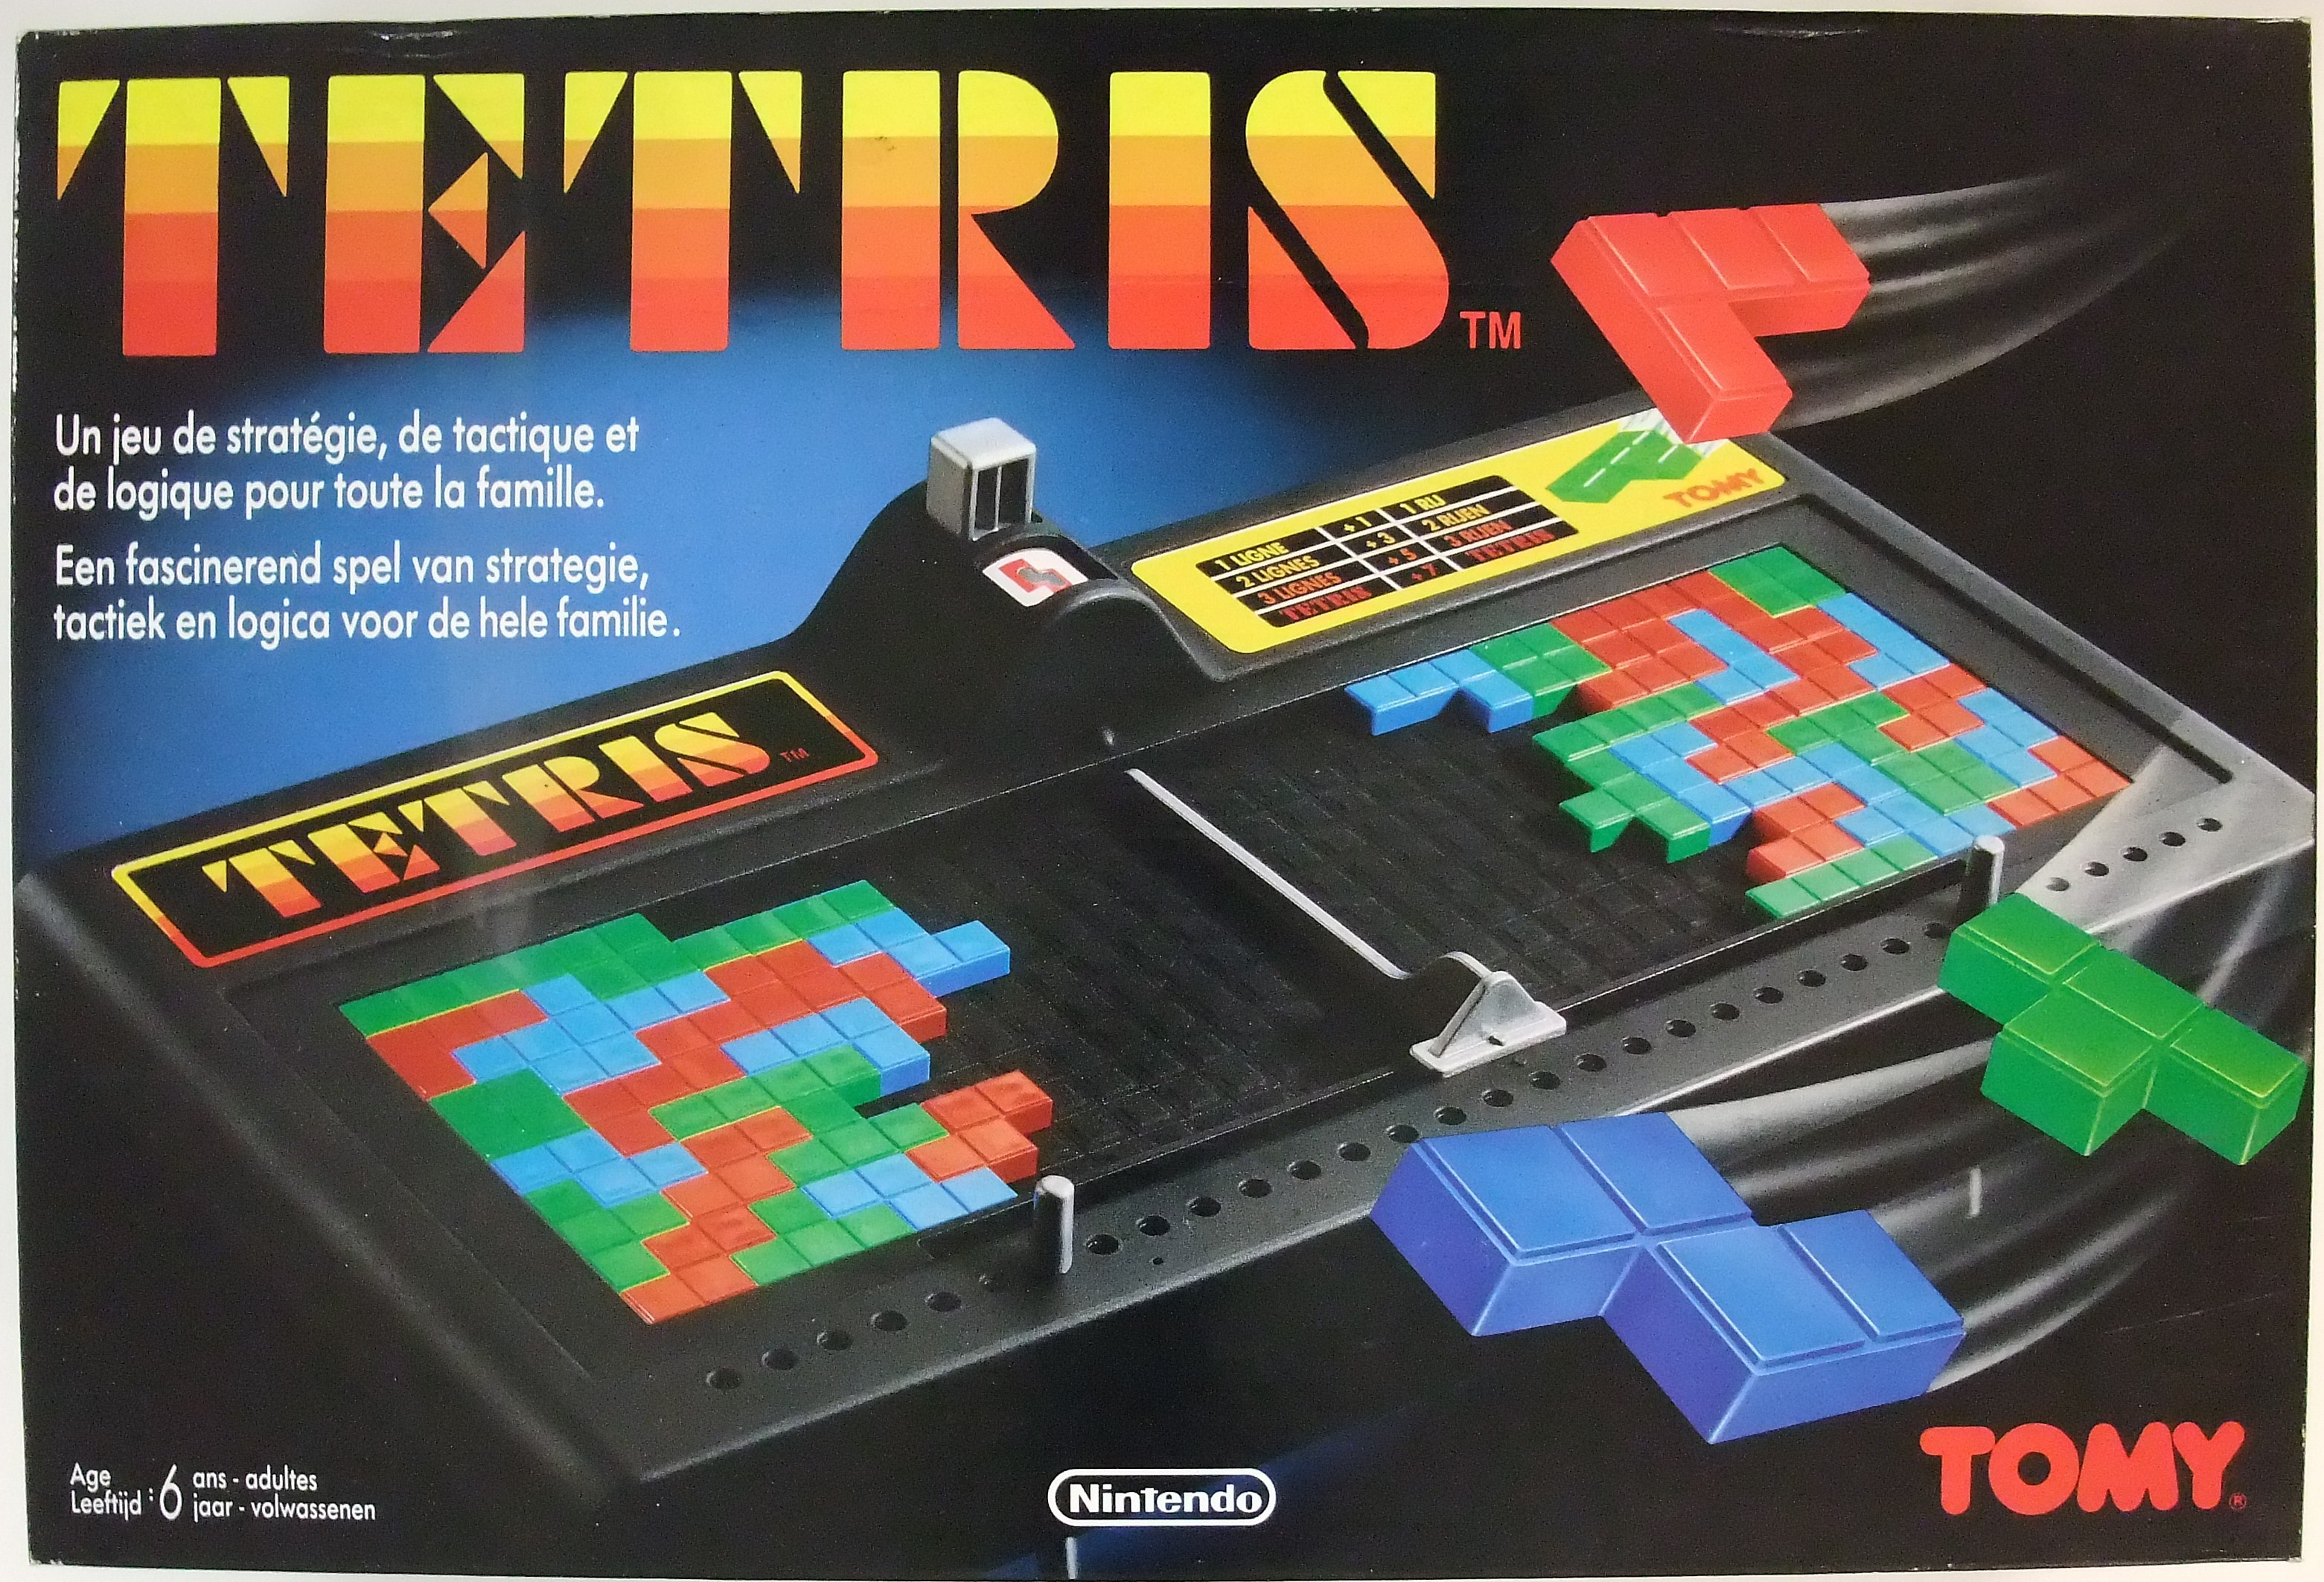 TETRIS TM
Un jeu de stratégie, de tactique et
de logique pour toute la famille.
Een fascinerend spel van strategie,
tactiek en logica voor de hele familie.
TOMY
1 LIGNE +1 1 RIJ
2 LIGNES +3 2 RIJEN
3 LIGNES +5 3 RIJEN
TETRIS +7 TETRIS
TETRIS TM
Age
Leeftijd : 6 ans - adultes
jaar - volwassenen
Nintendo
TOMY®